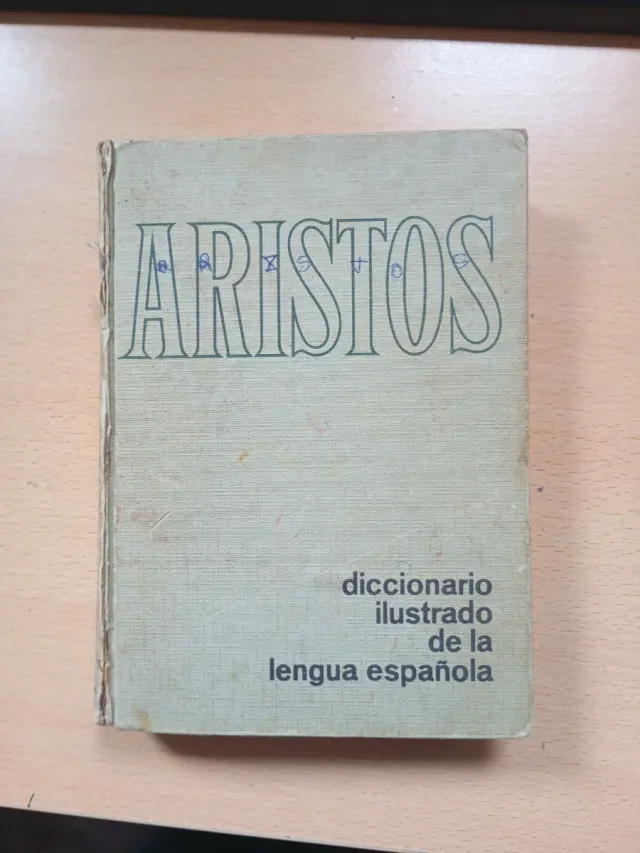 ARISTOS
diccionario
ilustrado
de la
lengua española